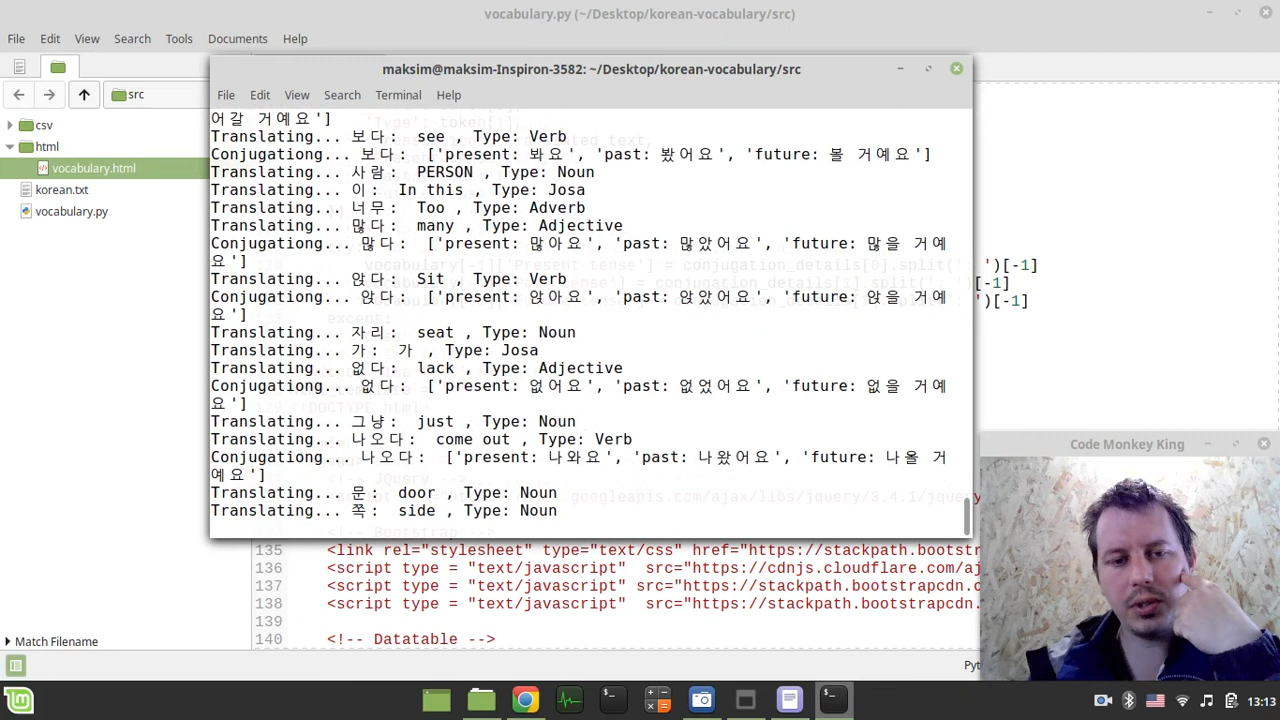 vocabulary.py (~/Desktop/korean-vocabulary/src)
File Edit View Search Tools Documents Help
src
csv
html
vocabulary.html
korean.txt
vocabulary.py
Match Filename
maksim@maksim-Inspiron-3582: ~/Desktop/korean-vocabulary/src
File Edit View Search Terminal Help
어갈 거예요']
Translating... 보다: see , Type: Verb
Conjugationg... 보다: ['present: 봐요', 'past: 봤어요', 'future: 볼 거예요']
Translating... 사람: PERSON , Type: Noun
Translating... 이: In this , Type: Josa
Translating... 너무: Too , Type: Adverb
Translating... 많다: many , Type: Adjective
Conjugationg... 많다: ['present: 많아요', 'past: 많았어요', 'future: 많을 거예
요']
Translating... 앉다: Sit , Type: Verb
Conjugationg... 앉다: ['present: 앉아요', 'past: 앉았어요', 'future: 앉을 거예
요']
Translating... 자리: seat , Type: Noun
Translating... 가: 가 , Type: Josa
Translating... 없다: lack , Type: Adjective
Conjugationg... 없다: ['present: 없어요', 'past: 없었어요', 'future: 없을 거예
요']
Translating... 그냥: just , Type: Noun
Translating... 나오다: come out , Type: Verb
Conjugationg... 나오다: ['present: 나와요', 'past: 나왔어요', 'future: 나올 거
예요']
Translating... 문: door , Type: Noun
Translating... 쪽: side , Type: Noun
vocabulary[-1]['Present tense'] = conjugation_details[0].split(': ')[-1]
')[-1]
')[-1]
135 <link rel="stylesheet" type="text/css" href="https://stackpath.bootstr
136 <script type = "text/javascript" src="https://cdnjs.cloudflare.com/aj
137 <script type = "text/javascript" src="https://stackpath.bootstrapcdn.
138 <script type = "text/javascript" src="https://stackpath.bootstrapcdn.
139
140 <!-- Datatable -->
Code Monkey King
Pyt
13:13